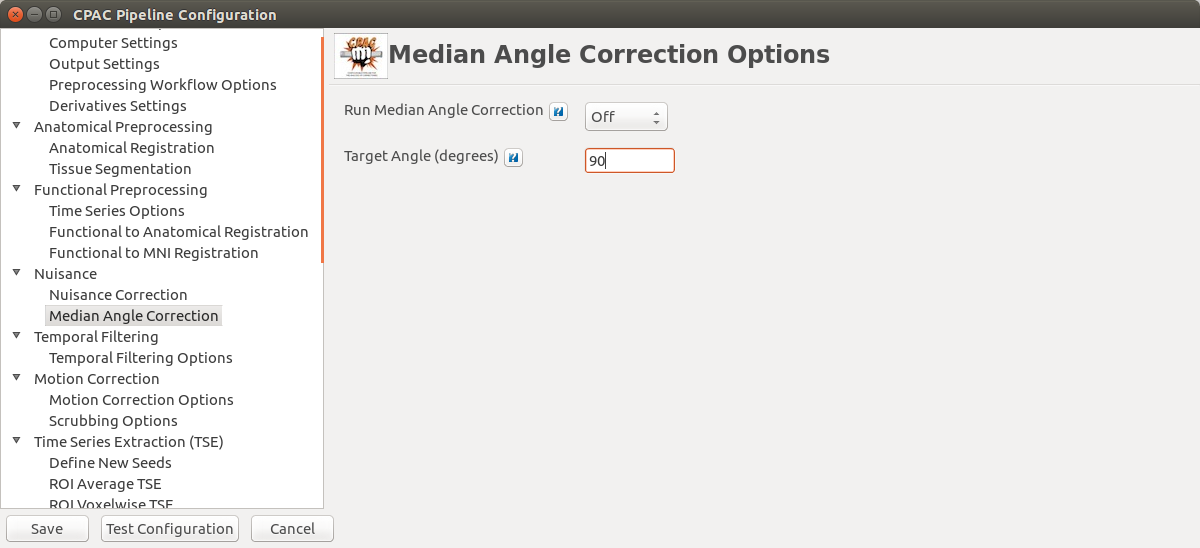 CPAC Pipeline Configuration
Computer Settings
Output Settings
Preprocessing Workflow Options
Derivatives Settings
Anatomical Preprocessing
Anatomical Registration
Tissue Segmentation
Functional Preprocessing
Time Series Options
Functional to Anatomical Registration
Functional to MNI Registration
Nuisance
Nuisance Correction
Median Angle Correction
Temporal Filtering
Temporal Filtering Options
Motion Correction
Motion Correction Options
Scrubbing Options
Time Series Extraction (TSE)
Define New Seeds
ROI Average TSE
ROI Voxelwise TSE
Save
Test Configuration
Cancel
CPAC
Median Angle Correction Options
Run Median Angle Correction ? Off
Target Angle (degrees) ? 90